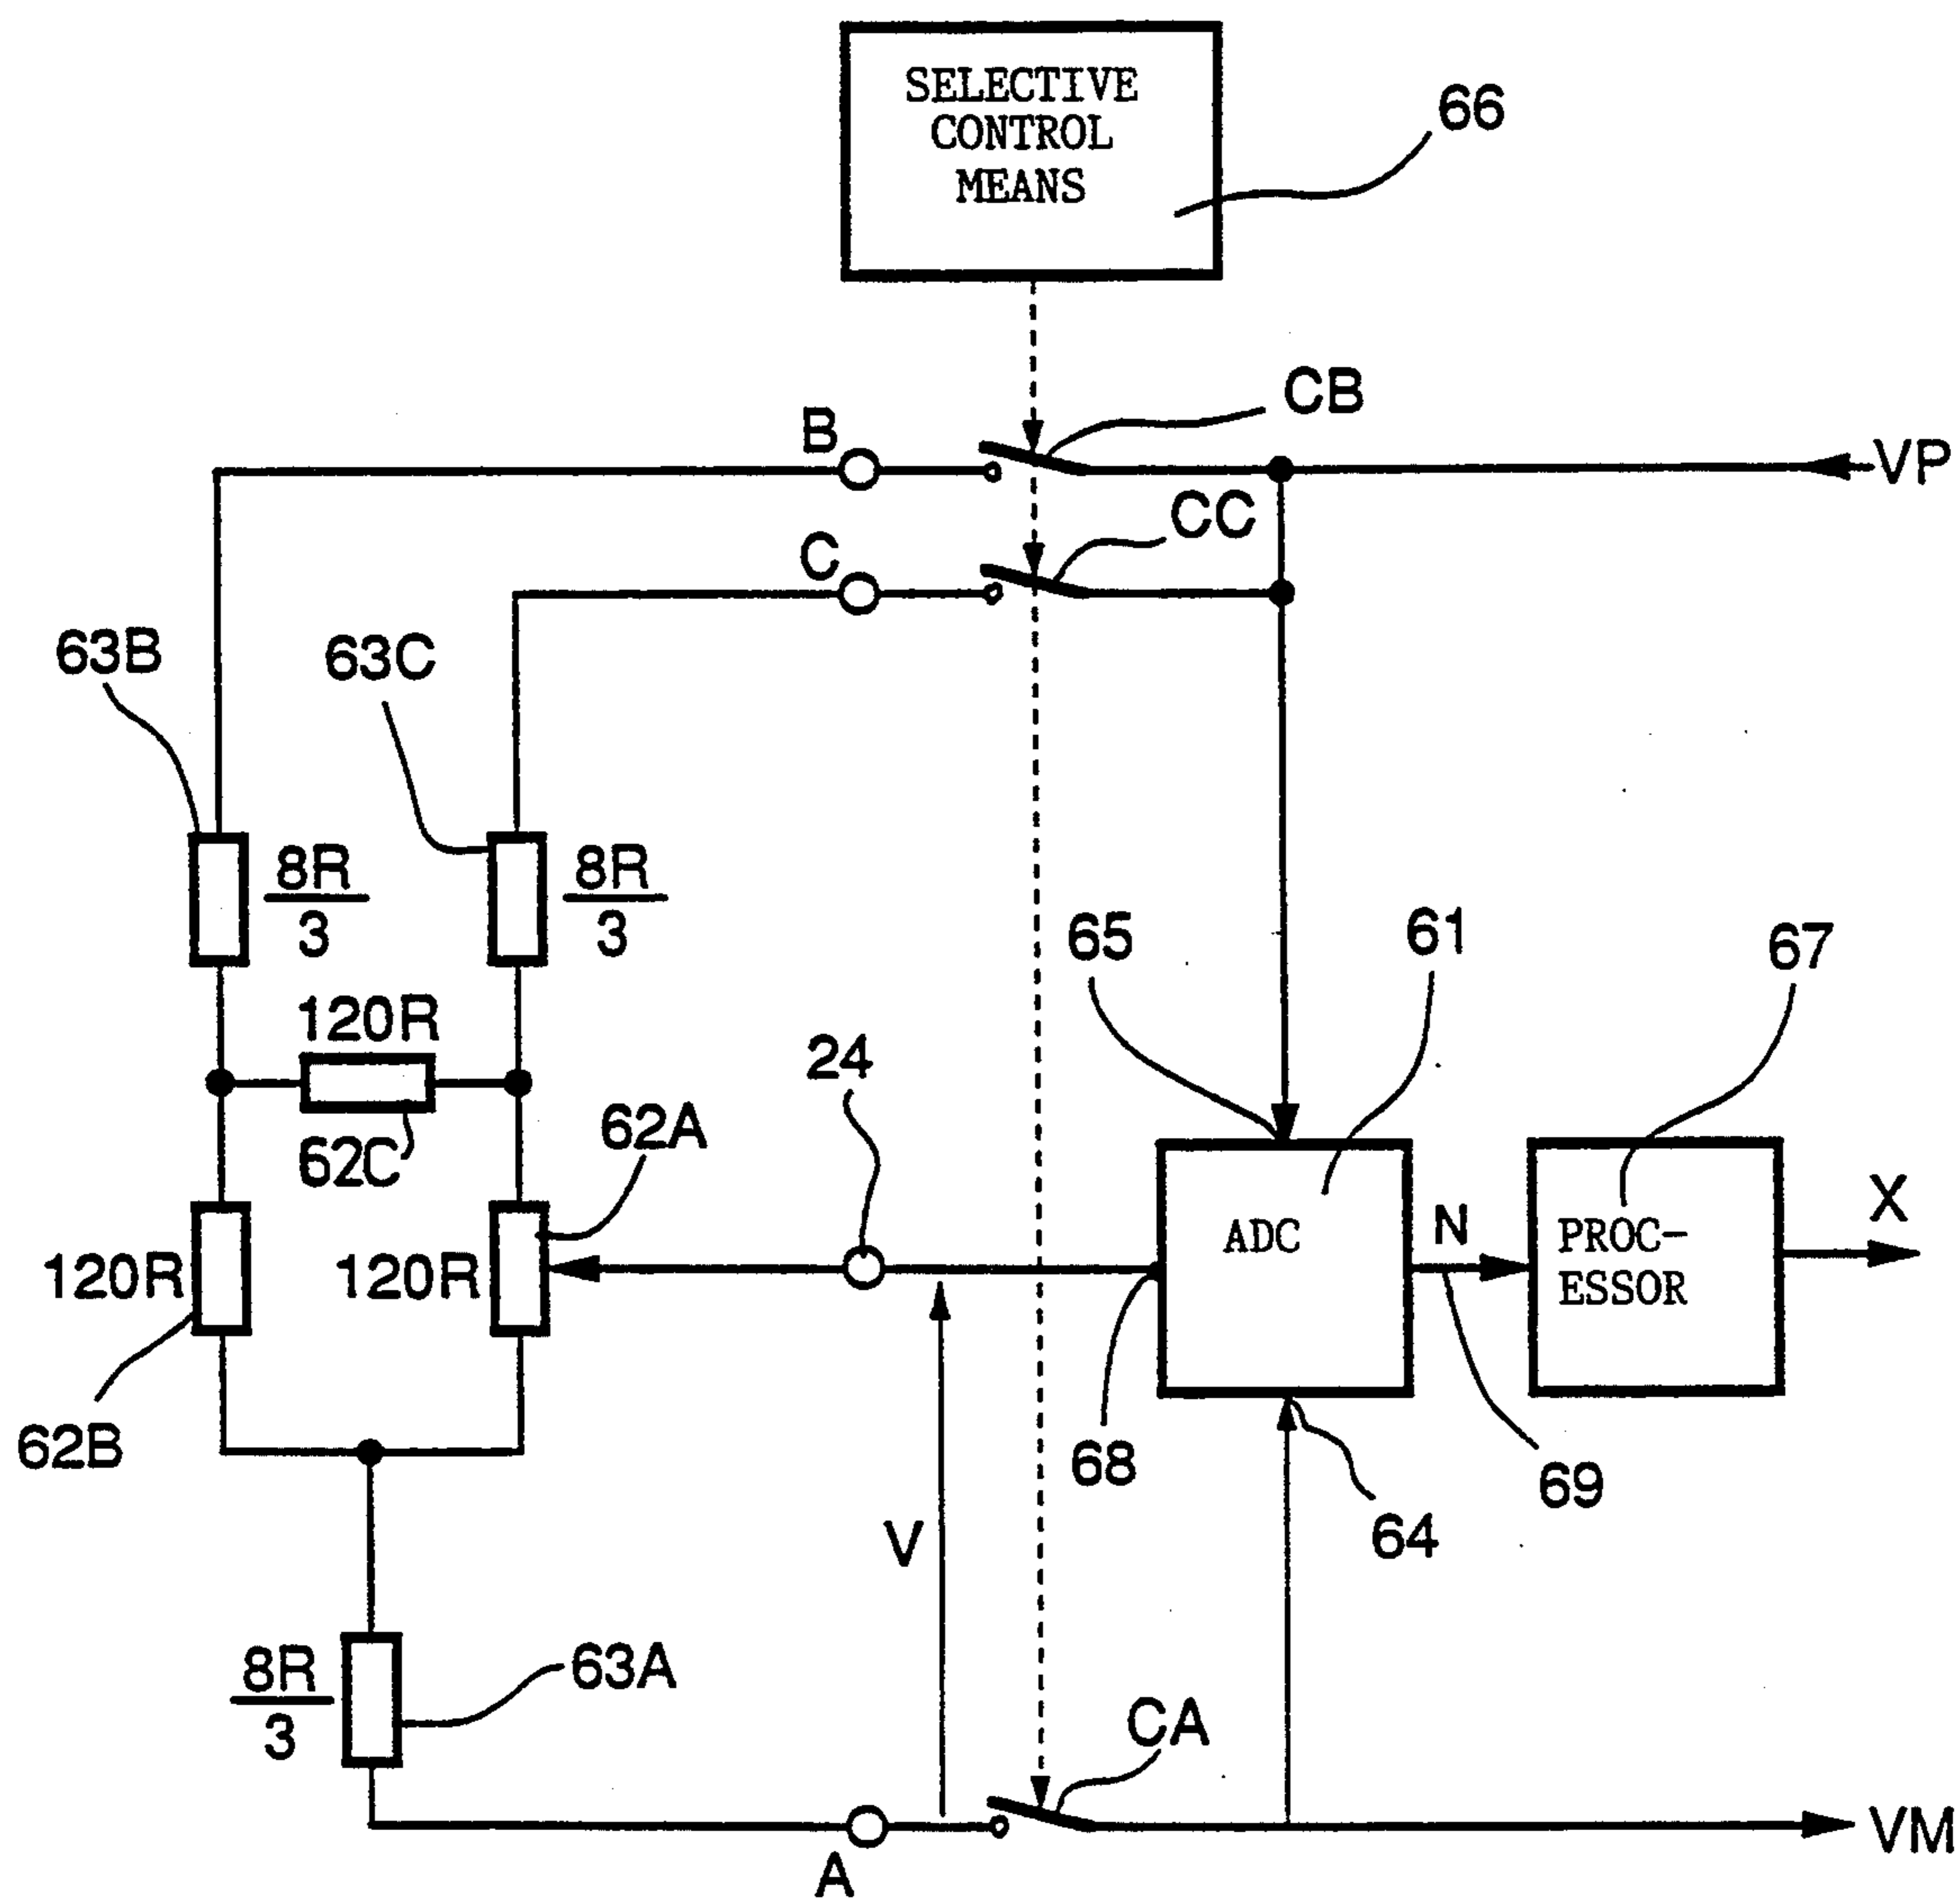 SELECTIVE
CONTROL
MEANS
66
CB
B
VP
CC
C
63B
63C
8R
3
8R
3
65
61
67
120R
24
62A
62C
X
N
ADC
PROC-
ESSOR
120R
120R
62B
68
69
64
V
8R
3
63A
CA
VM
A